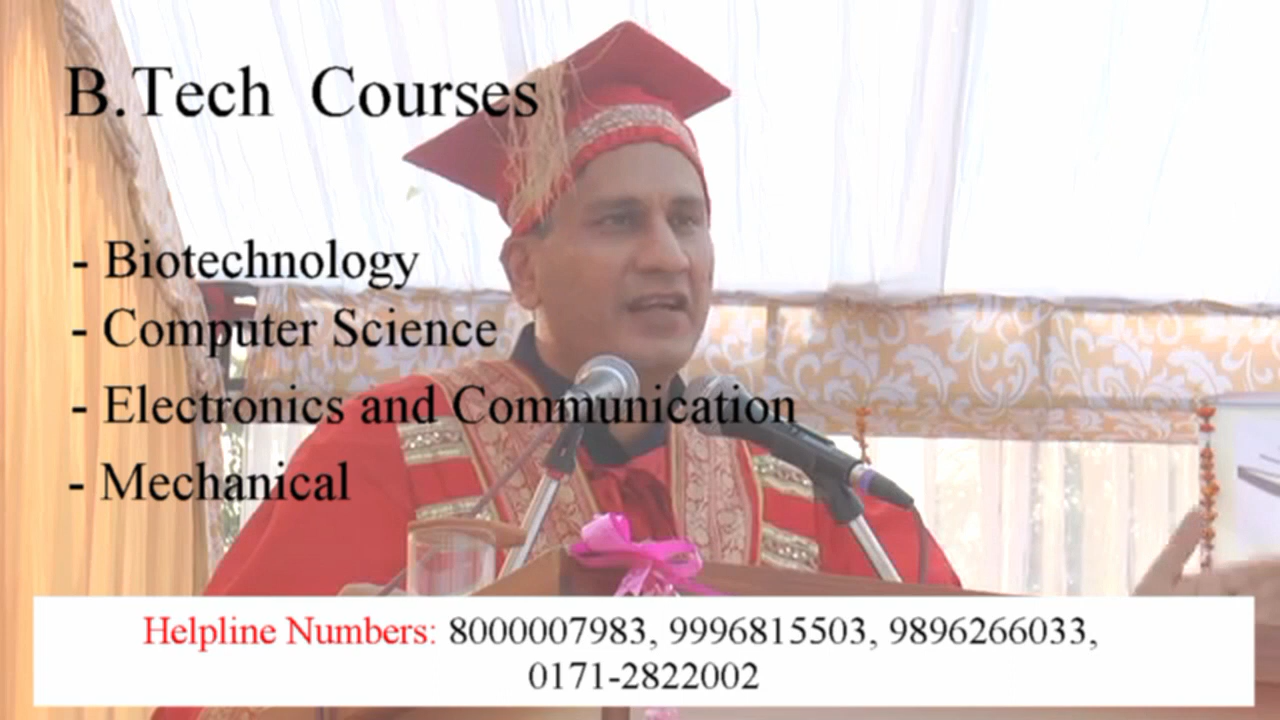 B.Tech Courses
- Biotechnology
- Computer Science
- Electronics and Communication
- Mechanical
Helpline Numbers: 8000007983, 9996815503, 9896266033,
0171-2822002